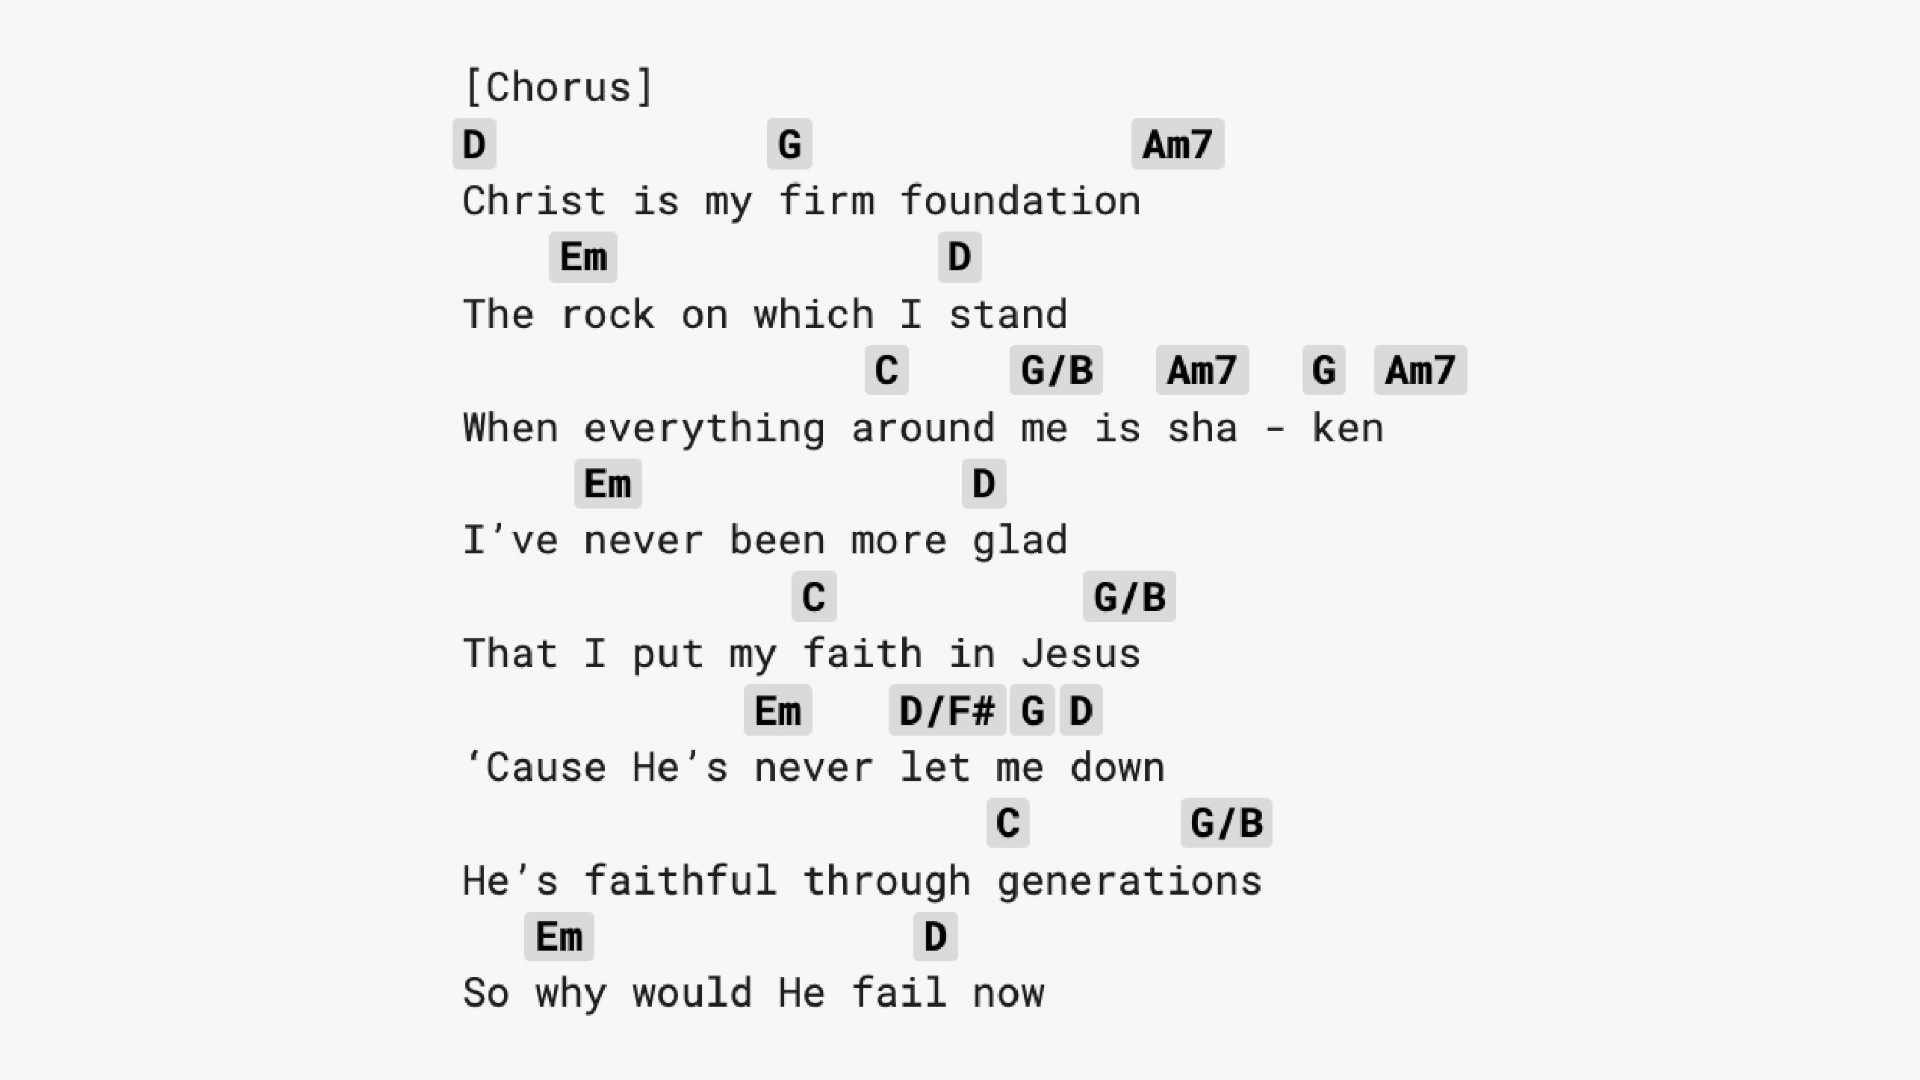 [Chorus]
D G Am7
Christ is my firm foundation
Em D
The rock on which I stand
C G/B Am7 G Am7
When everything around me is sha - ken
Em D
I’ve never been more glad
C G/B
That I put my faith in Jesus
Em D/F# G D
‘Cause He’s never let me down
C G/B
He’s faithful through generations
Em D
So why would He fail now